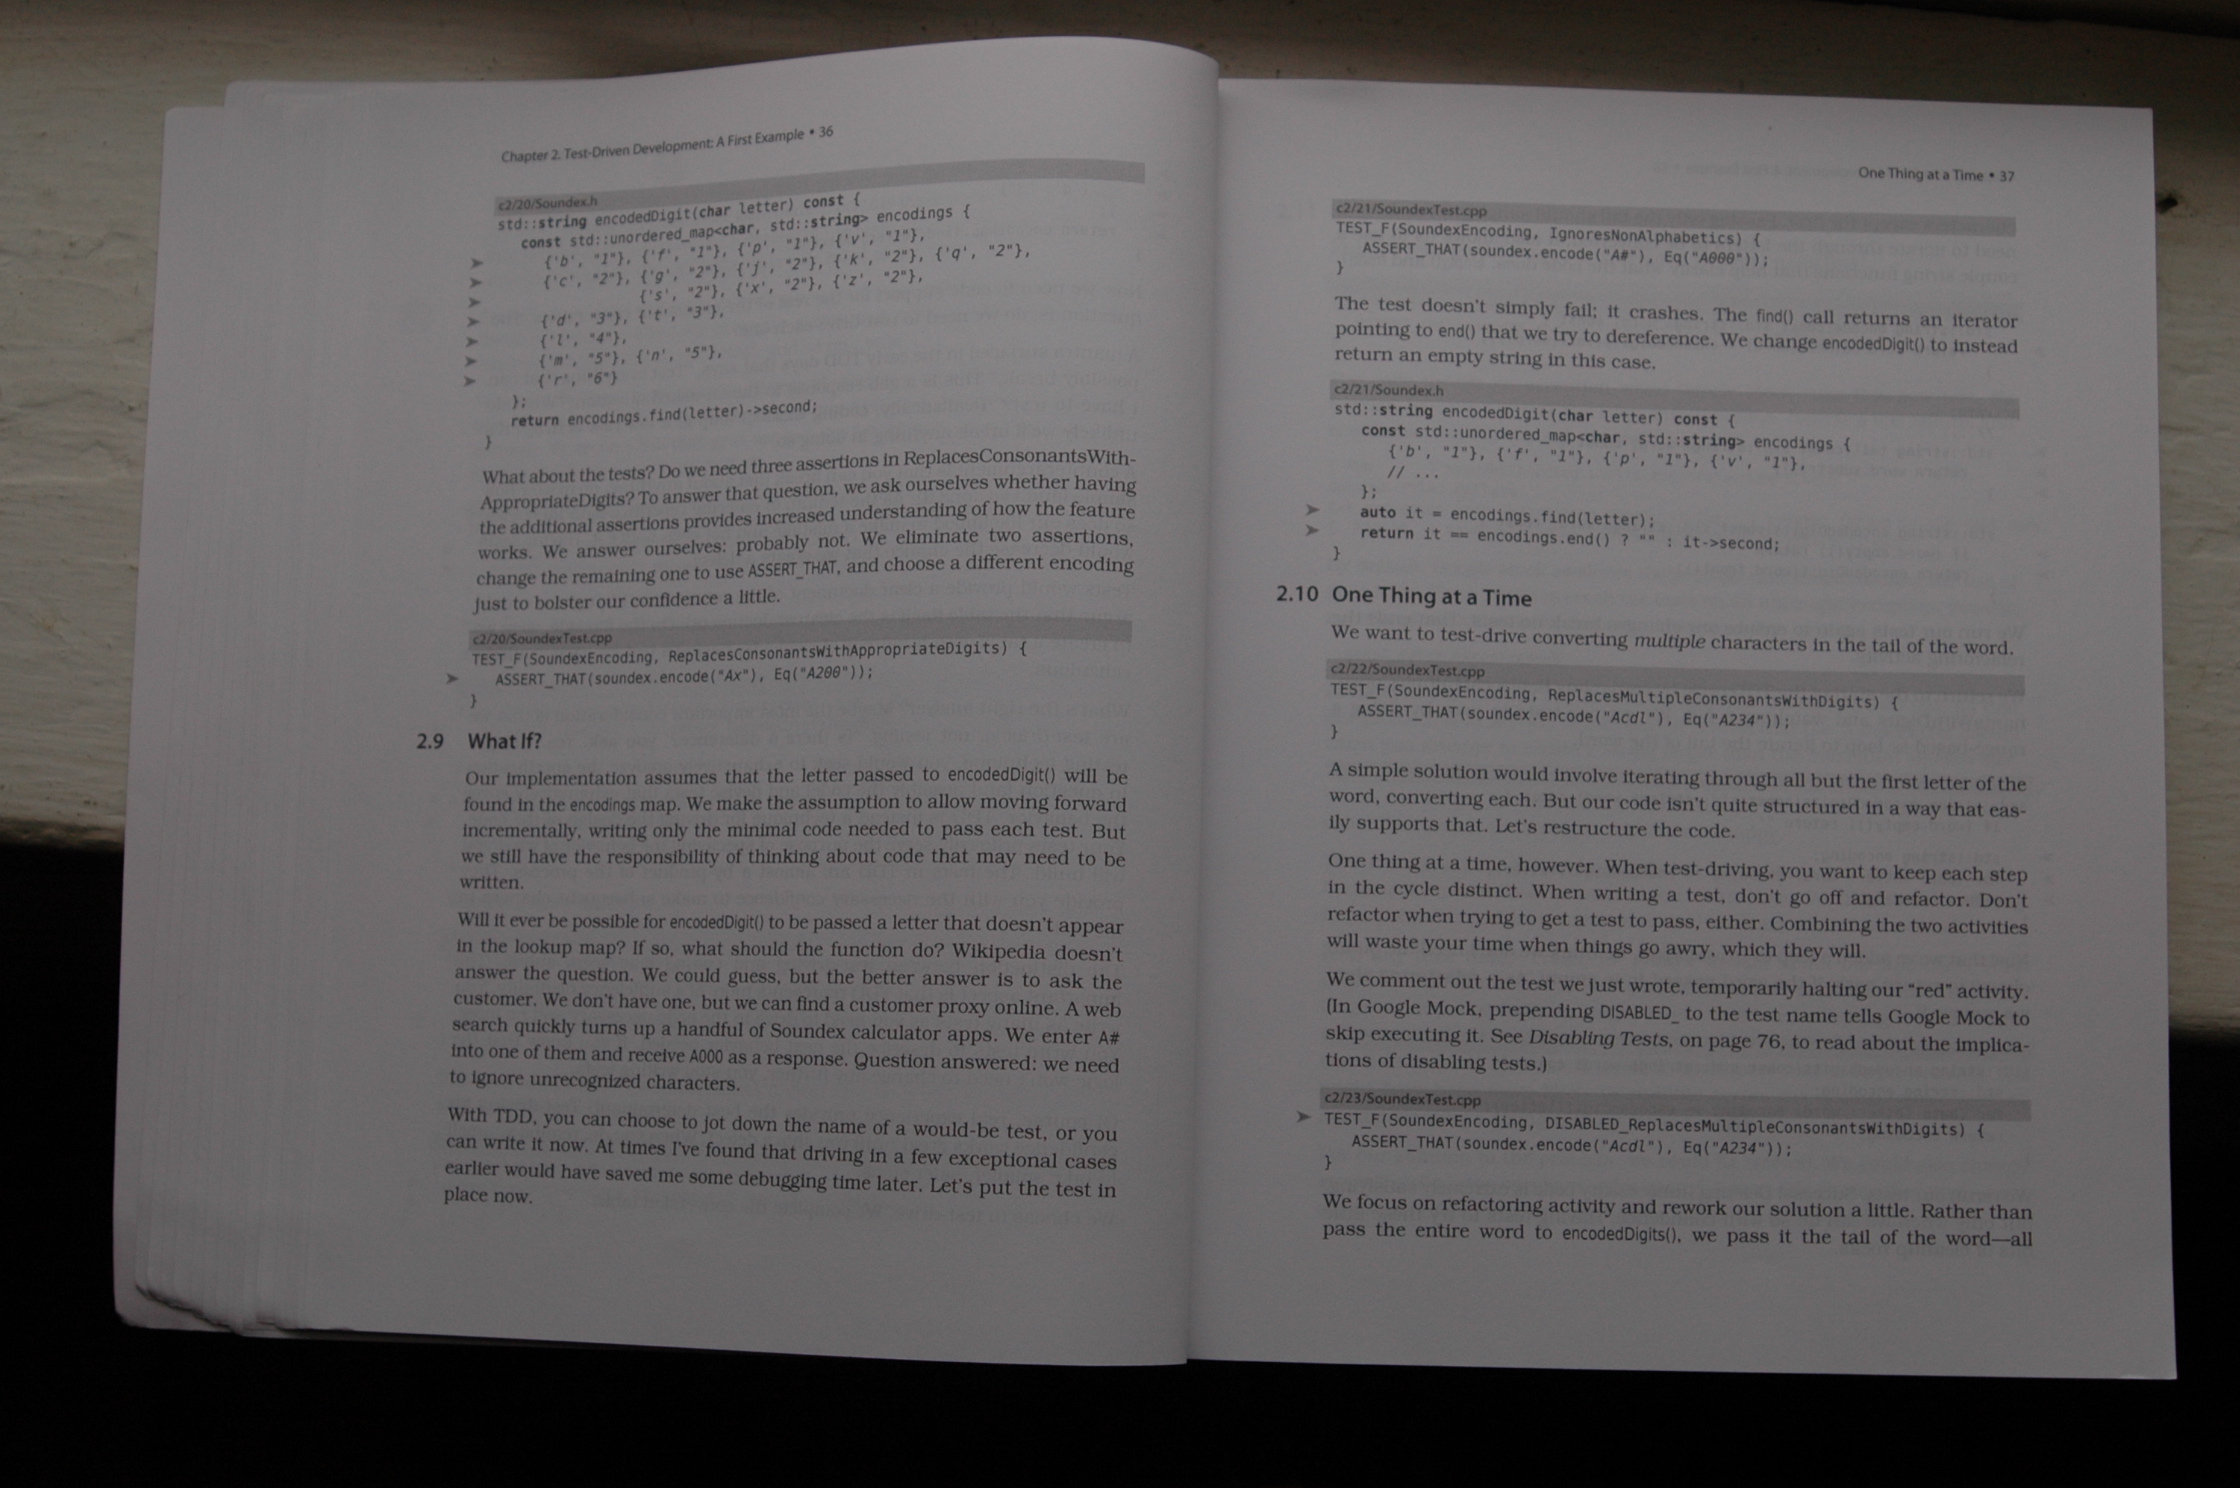 Chapter 2. Test-Driven Development: A First Example • 36
c2/20/Soundex.h
std::string encodedDigit(char letter) const {
const std::unordered_map<char, std::string> encodings {
{'b', "1"}, {'f', "1"}, {'p', "1"}, {'v', "1"},
{'c', "2"}, {'g', "2"}, {'j', "2"}, {'k', "2"}, {'q', "2"},
{'s', "2"}, {'x', "2"}, {'z', "2"},
{'d', "3"}, {'t', "3"},
{'l', "4"},
{'m', "5"}, {'n', "5"},
{'r', "6"}
};
return encodings.find(letter)->second;
}
What about the tests? Do we need three assertions in ReplacesConsonantsWith-
AppropriateDigits? To answer that question, we ask ourselves whether having
the additional assertions provides increased understanding of how the feature
works. We answer ourselves: probably not. We eliminate two assertions,
change the remaining one to use ASSERT_THAT, and choose a different encoding
just to bolster our confidence a little.
c2/20/SoundexTest.cpp
TEST_F(SoundexEncoding, ReplacesConsonantsWithAppropriateDigits) {
ASSERT_THAT(soundex.encode("Ax"), Eq("A200"));
}
2.9 What If?
Our implementation assumes that the letter passed to encodedDigit() will be
found in the encodings map. We make the assumption to allow moving forward
incrementally, writing only the minimal code needed to pass each test. But
we still have the responsibility of thinking about code that may need to be
written.
Will it ever be possible for encodedDigit() to be passed a letter that doesn't appear
in the lookup map? If so, what should the function do? Wikipedia doesn't
answer the question. We could guess, but the better answer is to ask the
customer. We don't have one, but we can find a customer proxy online. A web
search quickly turns up a handful of Soundex calculator apps. We enter A#
into one of them and receive A000 as a response. Question answered: we need
to ignore unrecognized characters.
With TDD, you can choose to jot down the name of a would-be test, or you
can write it now. At times I've found that driving in a few exceptional cases
earlier would have saved me some debugging time later. Let's put the test in
place now.
One Thing at a Time • 37
c2/21/SoundexTest.cpp
TEST_F(SoundexEncoding, IgnoresNonAlphabetics) {
ASSERT_THAT(soundex.encode("A#"), Eq("A000"));
}
The test doesn't simply fail; it crashes. The find() call returns an iterator
pointing to end() that we try to dereference. We change encodedDigit() to instead
return an empty string in this case.
c2/21/Soundex.h
std::string encodedDigit(char letter) const {
const std::unordered_map<char, std::string> encodings {
{'b', "1"}, {'f', "1"}, {'p', "1"}, {'v', "1"},
// ...
};
auto it = encodings.find(letter);
return it == encodings.end() ? "" : it->second;
}
2.10 One Thing at a Time
We want to test-drive converting multiple characters in the tail of the word.
c2/22/SoundexTest.cpp
TEST_F(SoundexEncoding, ReplacesMultipleConsonantsWithDigits) {
ASSERT_THAT(soundex.encode("Acdl"), Eq("A234"));
}
A simple solution would involve iterating through all but the first letter of the
word, converting each. But our code isn't quite structured in a way that eas-
ily supports that. Let's restructure the code.
One thing at a time, however. When test-driving, you want to keep each step
in the cycle distinct. When writing a test, don't go off and refactor. Don't
refactor when trying to get a test to pass, either. Combining the two activities
will waste your time when things go awry, which they will.
We comment out the test we just wrote, temporarily halting our “red” activity.
(In Google Mock, prepending DISABLED_ to the test name tells Google Mock to
skip executing it. See Disabling Tests, on page 76, to read about the implica-
tions of disabling tests.)
c2/23/SoundexTest.cpp
TEST_F(SoundexEncoding, DISABLED_ReplacesMultipleConsonantsWithDigits) {
ASSERT_THAT(soundex.encode("Acdl"), Eq("A234"));
}
We focus on refactoring activity and rework our solution a little. Rather than
pass the entire word to encodedDigits(), we pass it the tail of the word—all